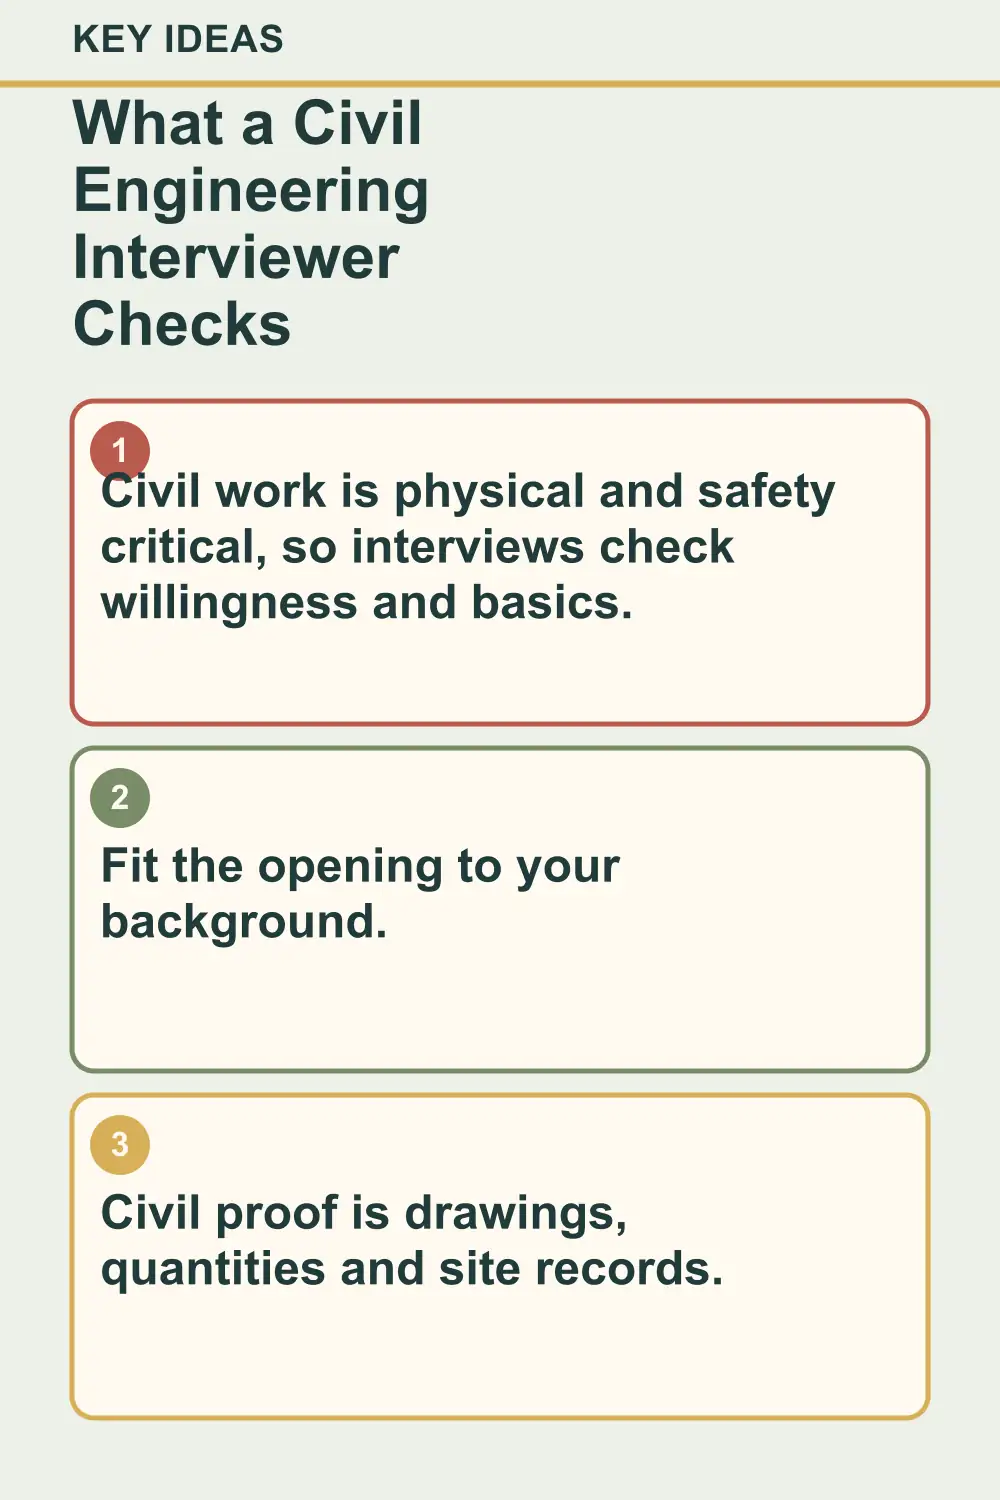 KEY IDEAS
What a Civil
Engineering
Interviewer
Checks
1
Civil work is physical and safety
critical, so interviews check
willingness and basics.
2
Fit the opening to your
background.
3
Civil proof is drawings,
quantities and site records.